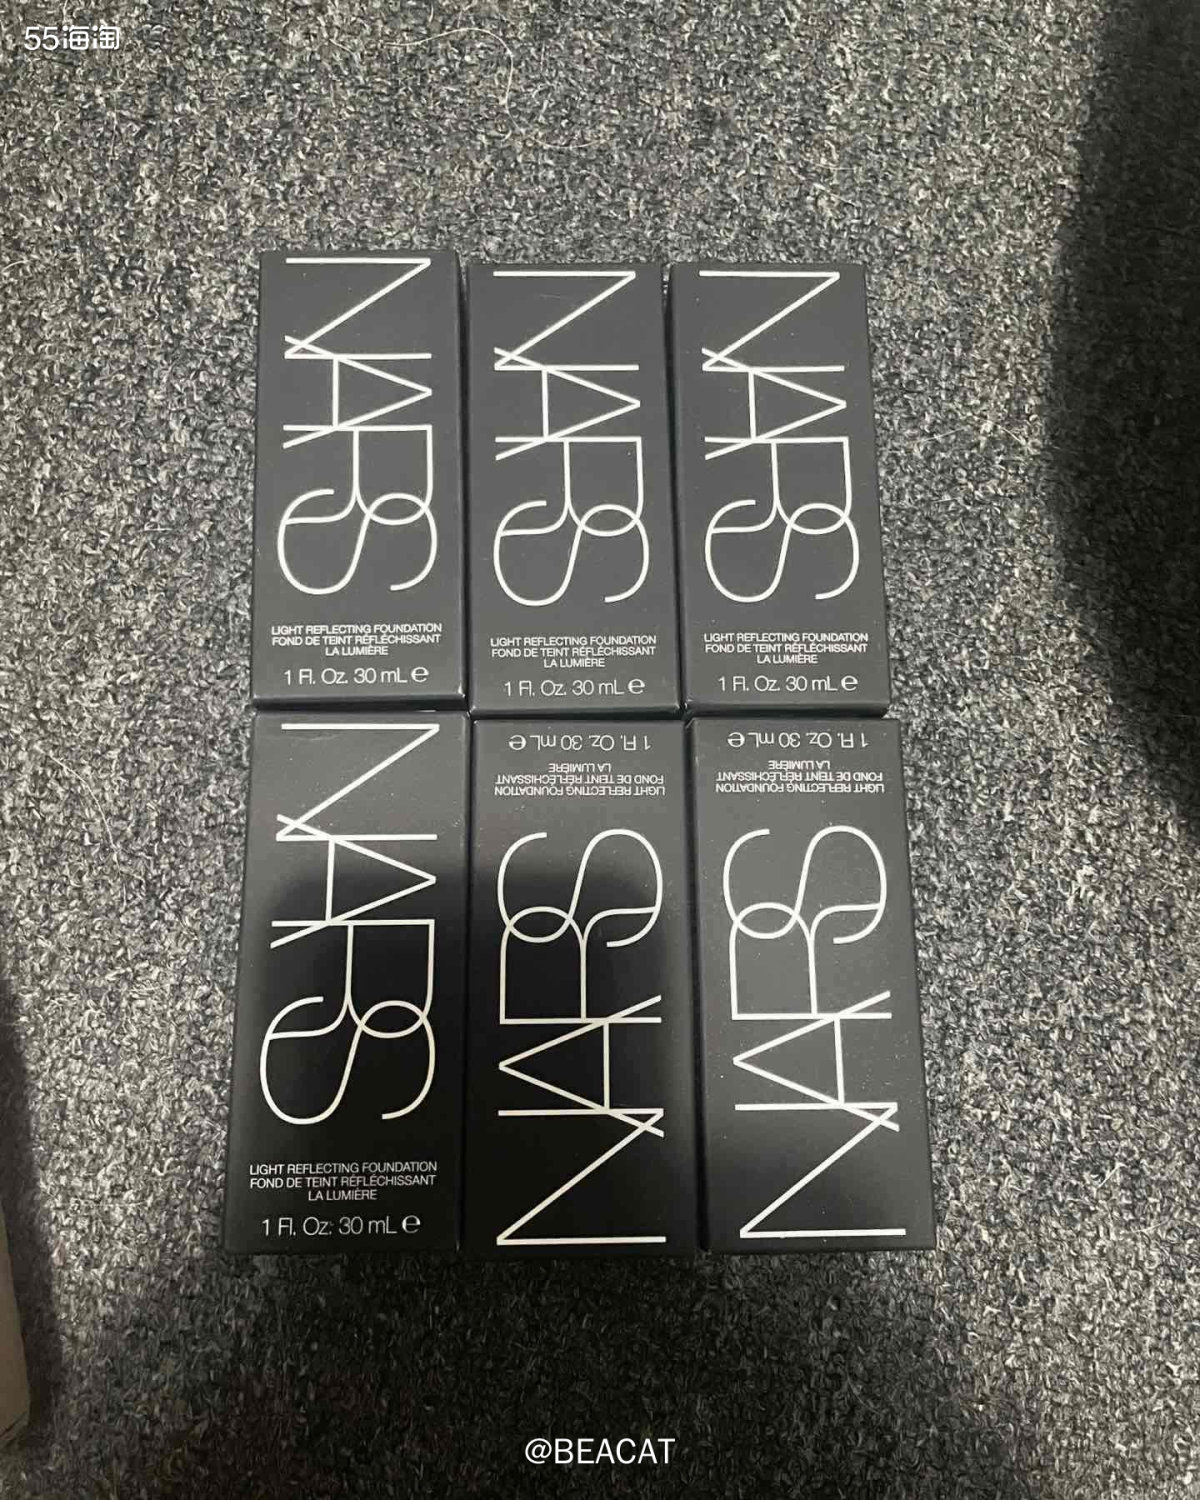 55海淘
NARS
LIGHT REFLECTING FOUNDATION
FOND DE TEINT RÉFLÉCHISSANT
LA LUMIÈRE
1 Fl. Oz. 30 mL ℮
NARS
LIGHT REFLECTING FOUNDATION
FOND DE TEINT RÉFLÉCHISSANT
LA LUMIÈRE
1 Fl. Oz. 30 mL ℮
NARS
LIGHT REFLECTING FOUNDATION
FOND DE TEINT RÉFLÉCHISSANT
LA LUMIÈRE
1 Fl. Oz. 30 mL ℮
NARS
LIGHT REFLECTING FOUNDATION
FOND DE TEINT RÉFLÉCHISSANT
LA LUMIÈRE
1 Fl. Oz. 30 mL ℮
NARS
LIGHT REFLECTING FOUNDATION
FOND DE TEINT RÉFLÉCHISSANT
LA LUMIÈRE
1 Fl. Oz. 30 mL ℮
NARS
LIGHT REFLECTING FOUNDATION
FOND DE TEINT RÉFLÉCHISSANT
LA LUMIÈRE
1 Fl. Oz. 30 mL ℮
@BEACAT